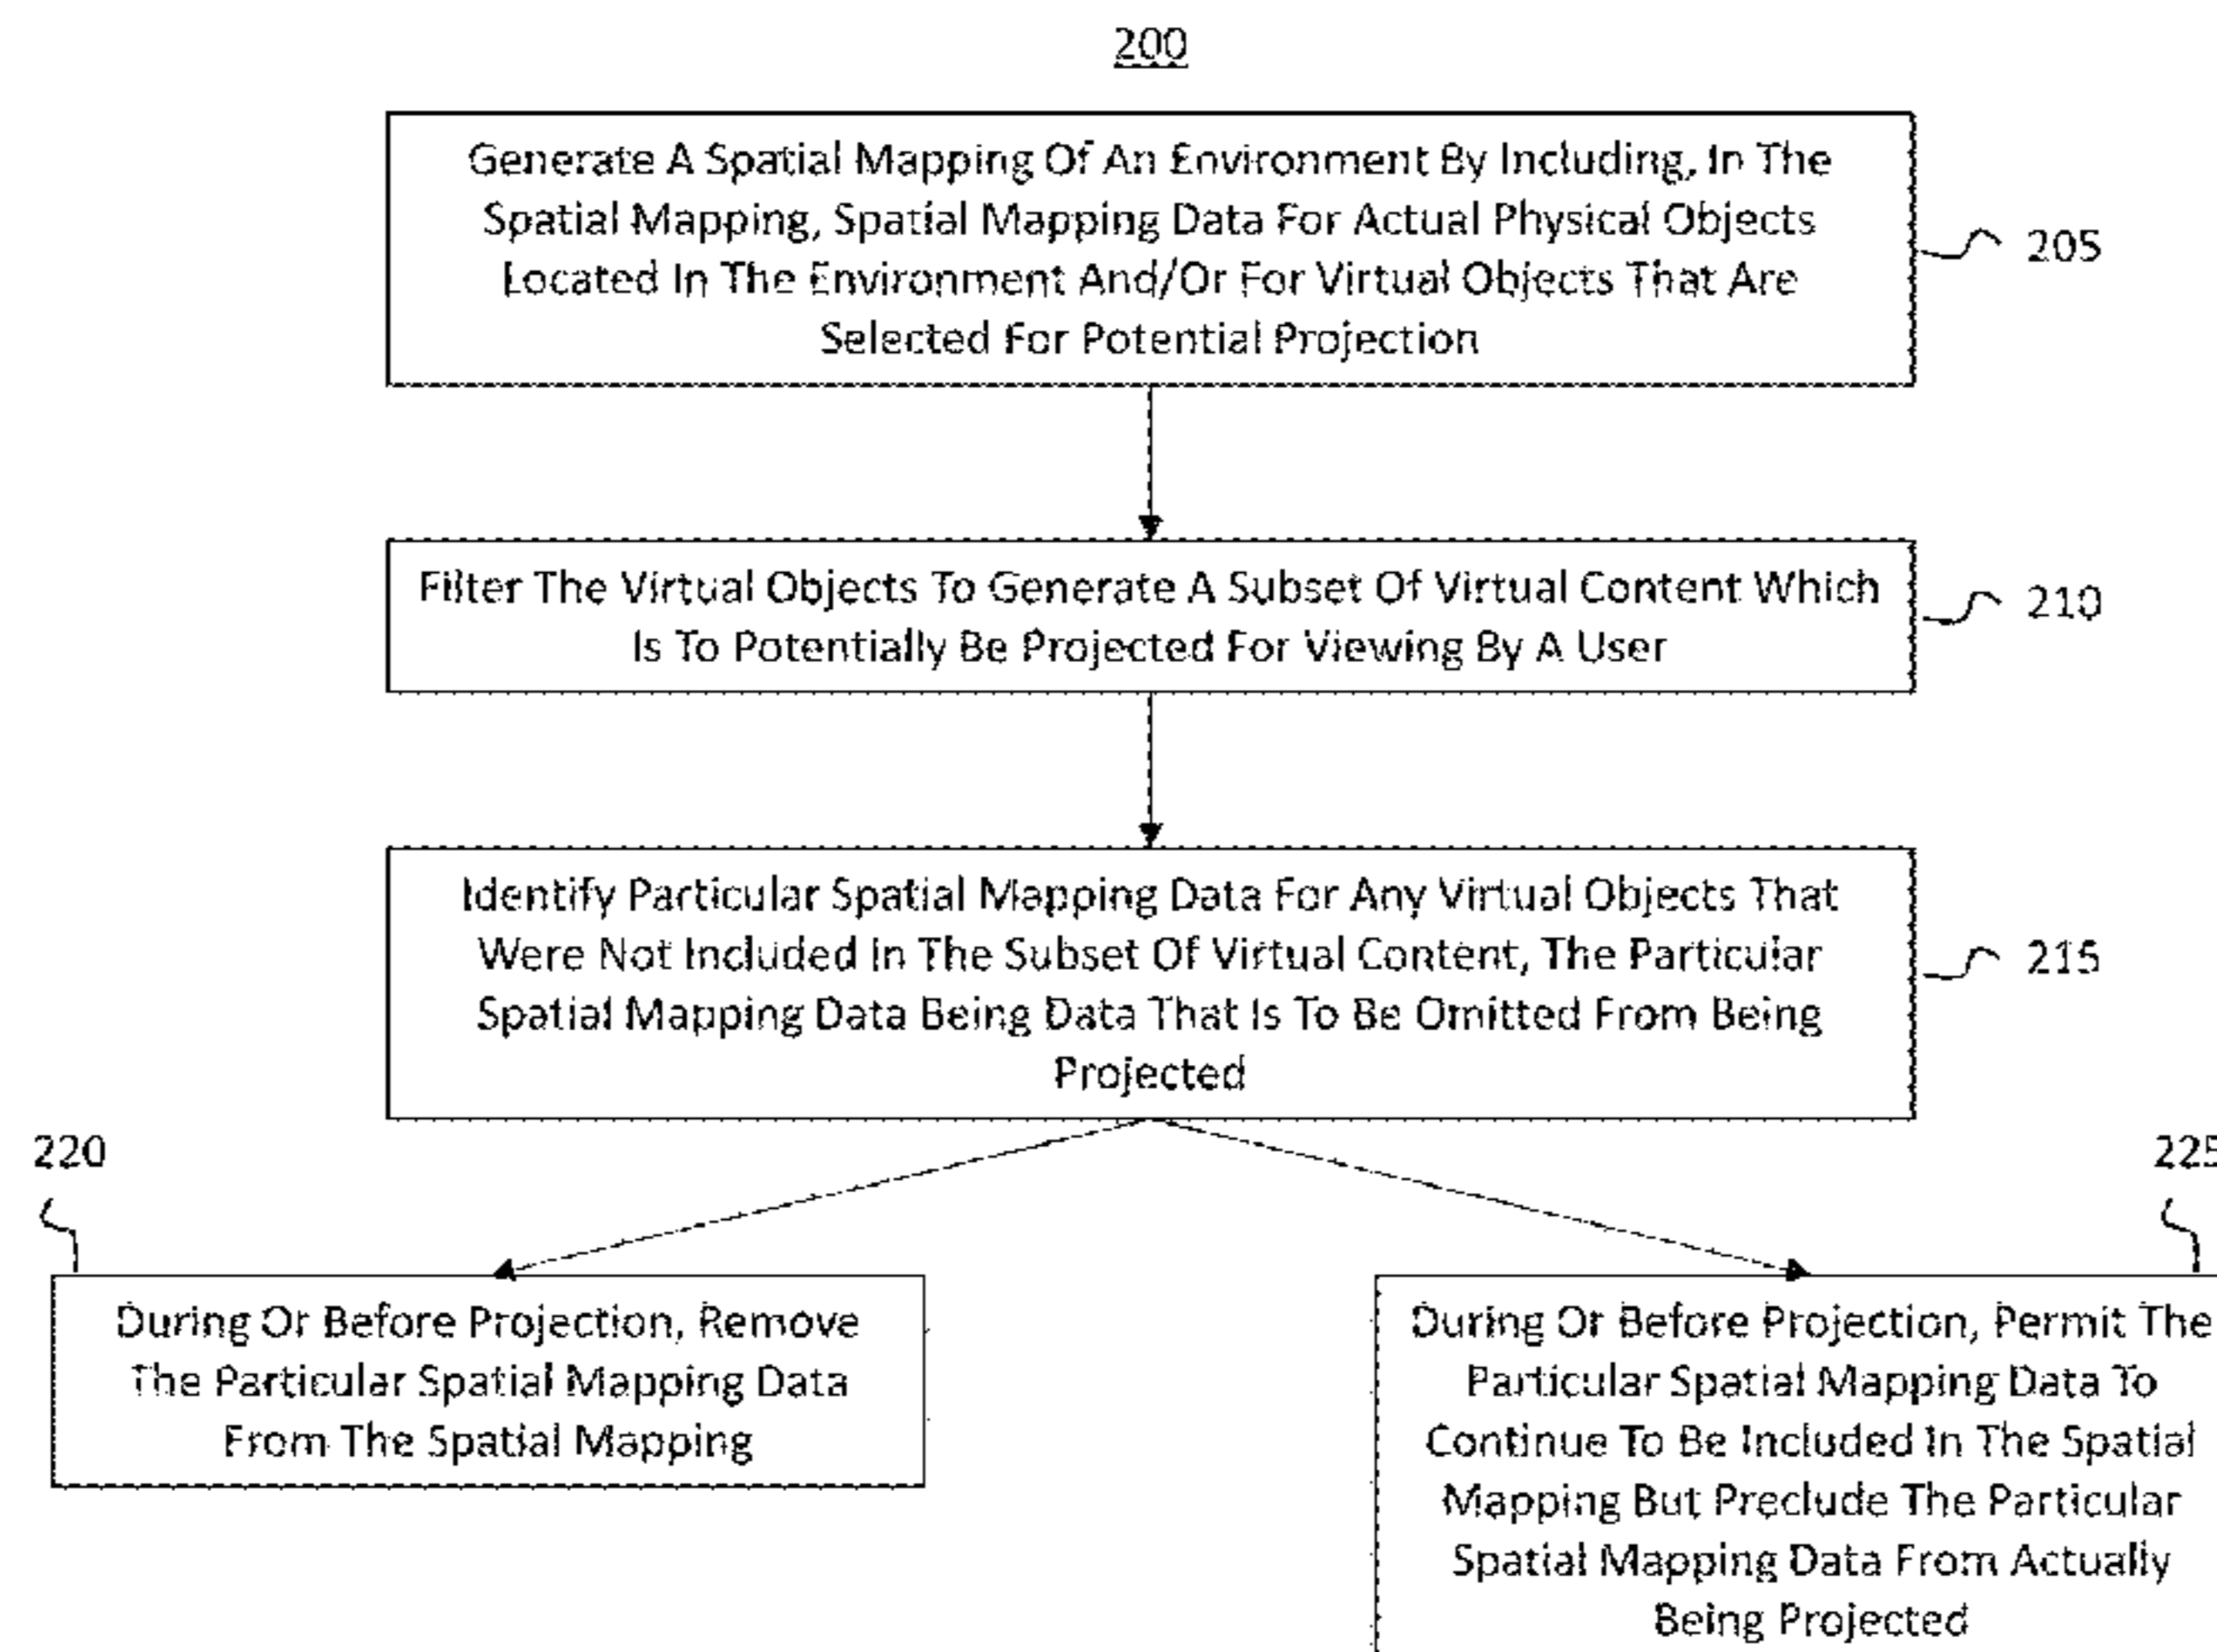 200
Generate A Spatial Mapping Of An Environment By Including, In The
Spatial Mapping, Spatial Mapping Data For Actual Physical Objects
Located In The Environment And/Or For Virtual Objects That Are
Selected For Potential Projection
205
Filter The Virtual Objects To Generate A Subset Of Virtual Content Which
Is To Potentially Be Projected For Viewing By A User
210
Identify Particular Spatial Mapping Data For Any Virtual Objects That
Were Not Included In The Subset Of Virtual Content, The Particular
Spatial Mapping Data Being Data That Is To Be Omitted From Being
Projected
215
220
During Or Before Projection, Remove
The Particular Spatial Mapping Data
From The Spatial Mapping
225
During Or Before Projection, Permit The
Particular Spatial Mapping Data To
Continue To Be Included In The Spatial
Mapping But Preclude The Particular
Spatial Mapping Data From Actually
Being Projected